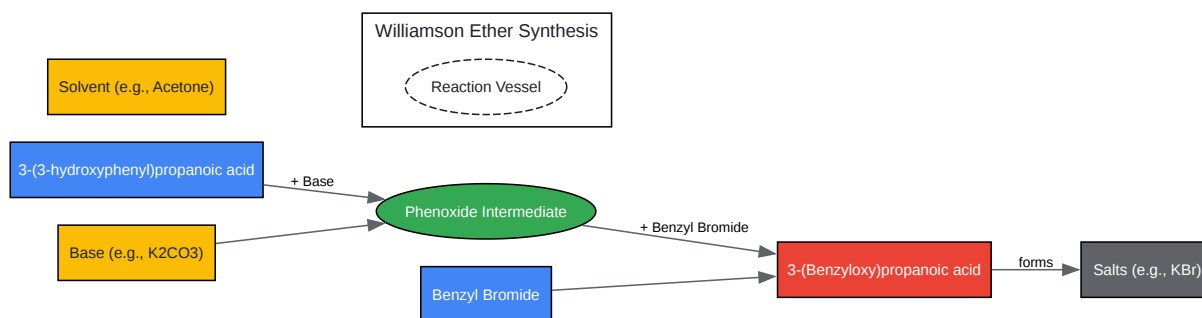 Williamson Ether Synthesis
Reaction Vessel
Solvent (e.g., Acetone)
3-(3-hydroxyphenyl)propanoic acid
+ Base
Phenoxide Intermediate
Base (e.g., K2CO3)
+ Benzyl Bromide
Benzyl Bromide
3-(Benzyloxy)propanoic acid
forms
Salts (e.g., KBr)